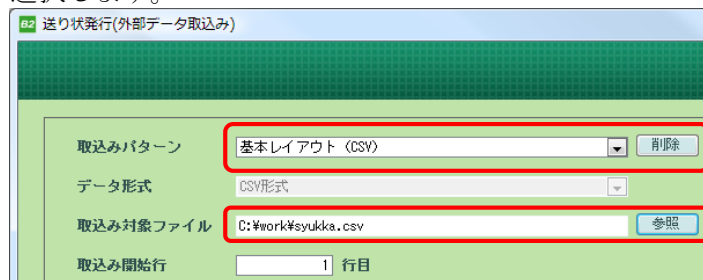 選択します。
B2 送り状発行(外部データ取込み)
取込みパターン 基本レイアウト (CSV) 削除
データ形式 CSV形式
取込み対象ファイル C:¥work¥syukka.csv 参照
取込み開始行 1 行目